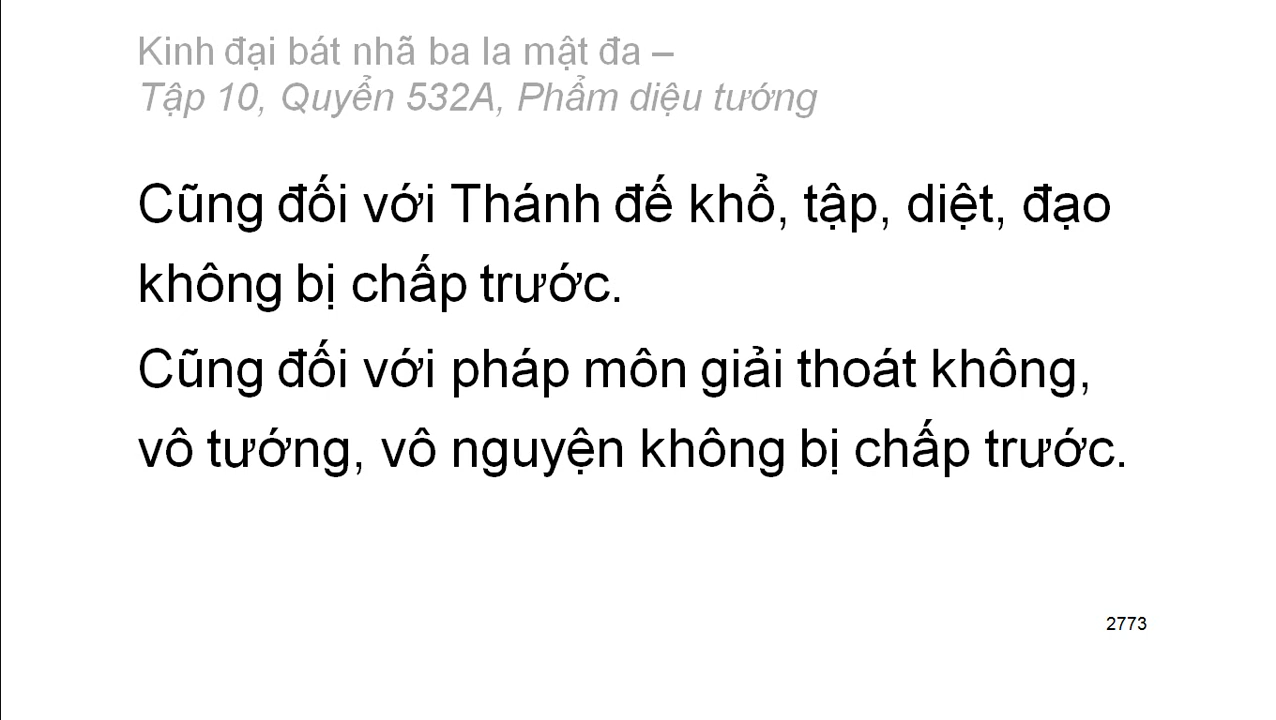 Kinh đại bát nhã ba la mật đa –
Tập 10, Quyển 532A, Phẩm diệu tướng
Cũng đối với Thánh đế khổ, tập, diệt, đạo
không bị chấp trước.
Cũng đối với pháp môn giải thoát không,
vô tướng, vô nguyện không bị chấp trước.
2773